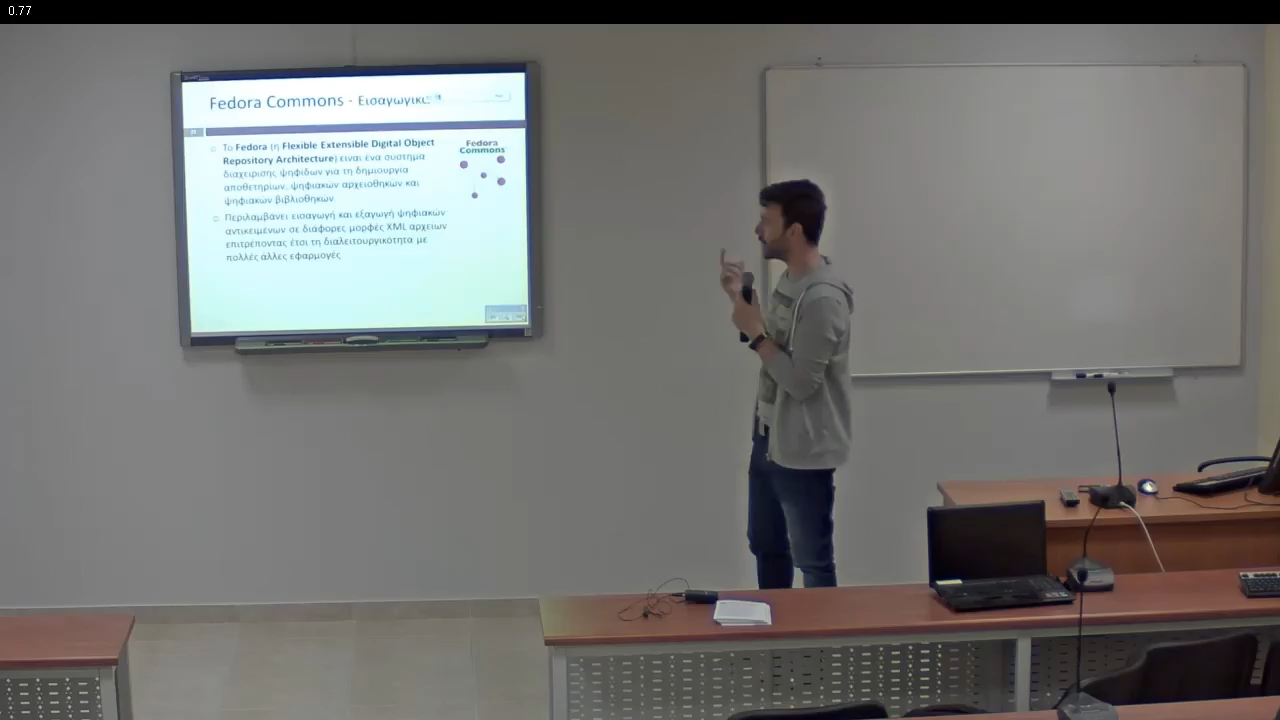 0.77
Fedora Commons - Εισαγωγικά
Το Fedora (ή Flexible Extensible Digital Object
Repository Architecture) είναι ένα σύστημα
διαχείρισης ψηφίδων για τη δημιουργία
αποθετηρίων, ψηφιακών αρχειοθηκών και
ψηφιακών βιβλιοθηκών
Περιλαμβάνει εισαγωγή και εξαγωγή ψηφιακών
αντικειμένων σε διάφορες μορφές XML αρχείων
επιτρέποντας έτσι τη διαλειτουργικότητα με
πολλές άλλες εφαρμογές
Fedora
Commons